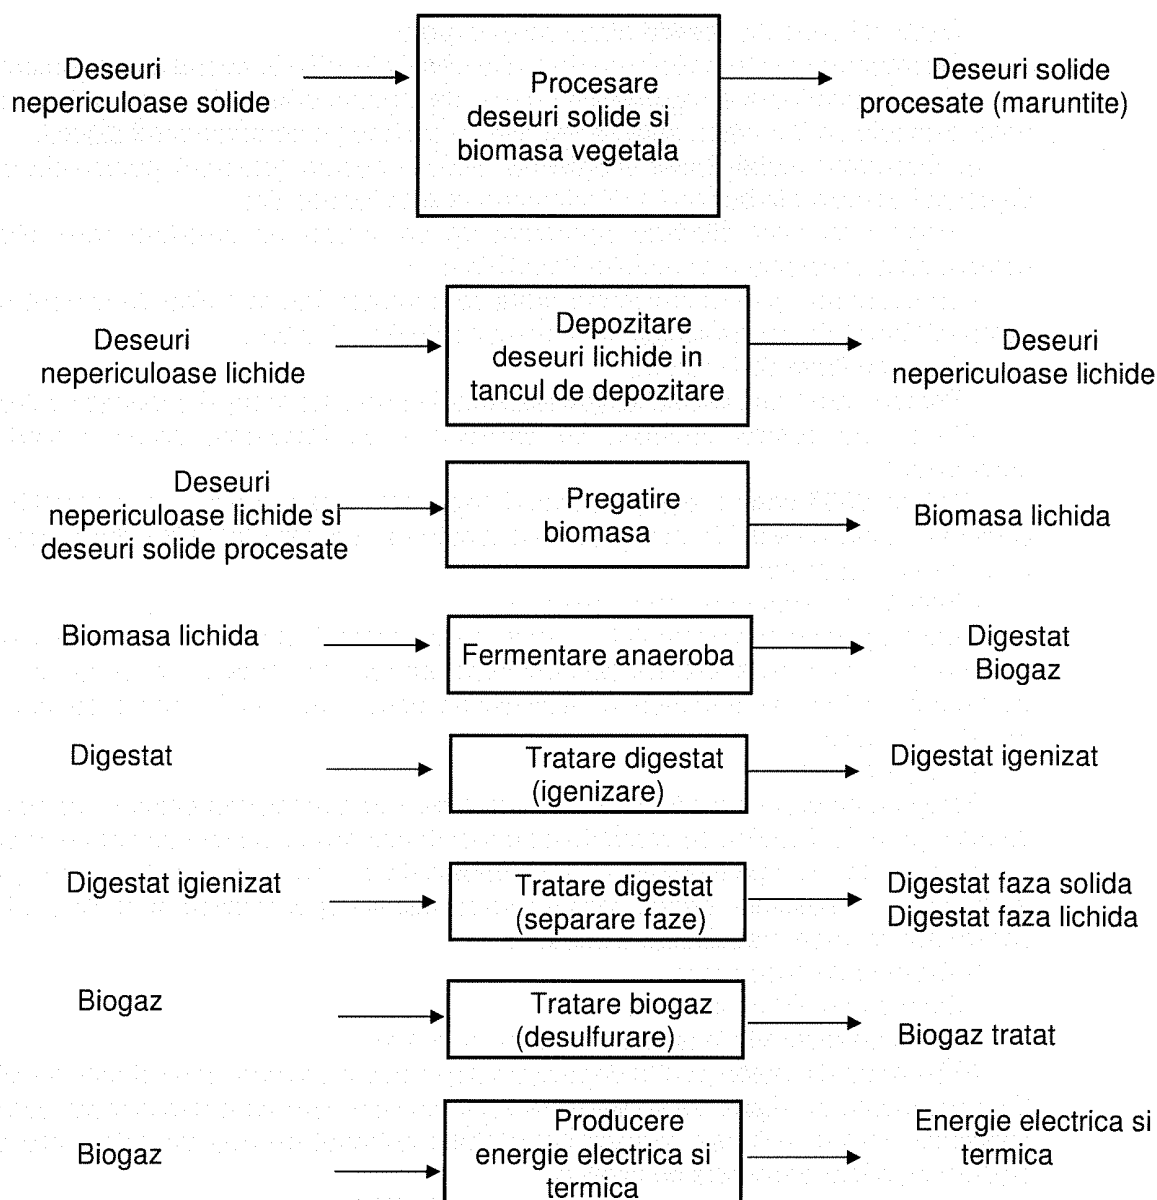 Deseuri
nepericuloase solide
Procesare
deseuri solide si
biomasa vegetala
Deseuri solide
procesate (maruntite)
Deseuri
nepericuloase lichide
Depozitare
deseuri lichide in
tancul de depozitare
Deseuri
nepericuloase lichide
Deseuri
nepericuloase lichide si
deseuri solide procesate
Pregatire
biomasa
Biomasa lichida
Biomasa lichida
Fermentare anaeroba
Digestat
Biogaz
Digestat
Tratare digestat
(igenizare)
Digestat igenizat
Digestat igienizat
Tratare digestat
(separare faze)
Digestat faza solida
Digestat faza lichida
Biogaz
Tratare biogaz
(desulfurare)
Biogaz tratat
Biogaz
Producere
energie electrica si
termica
Energie electrica si
termica